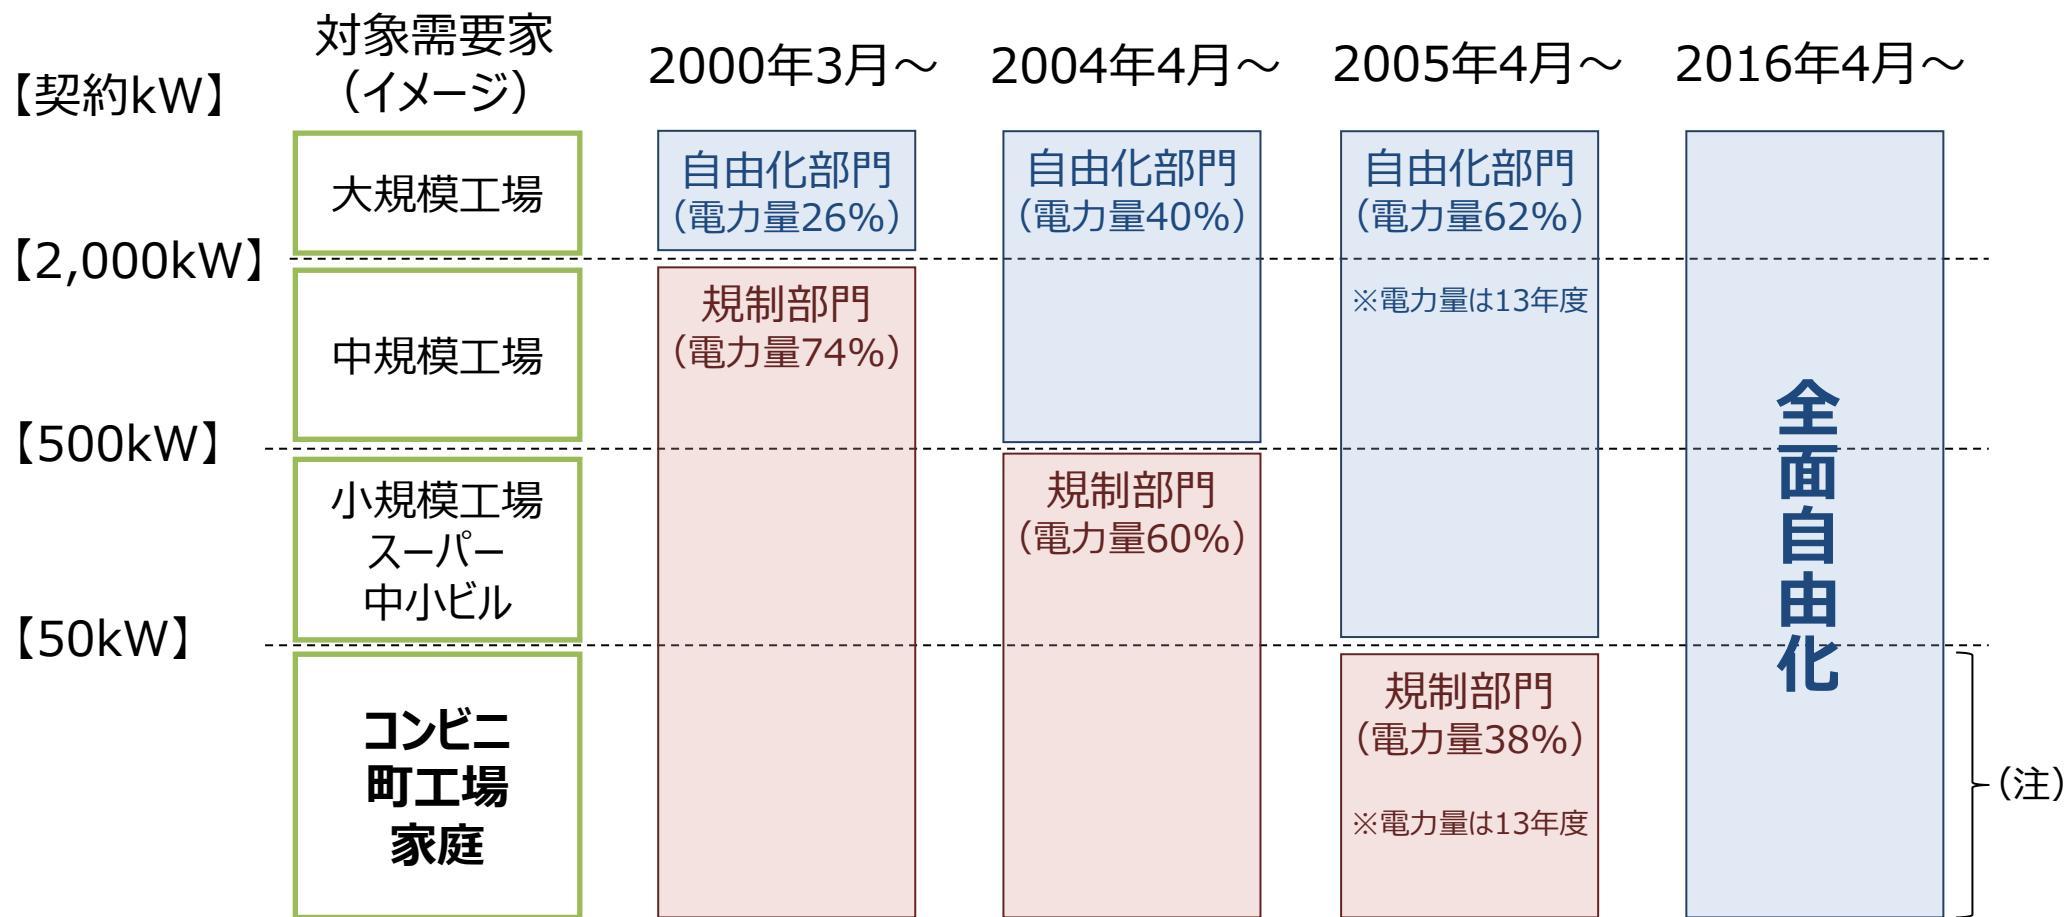 【契約kW】
対象需要家
（イメージ）
2000年3月～
2004年4月～
2005年4月～
2016年4月～
大規模工場
自由化部門
（電力量26%）
自由化部門
（電力量40%）
自由化部門
（電力量62%）
【2,000kW】
※電力量は13年度
中規模工場
規制部門
（電力量74%）
全面自由化
【500kW】
小規模工場
スーパー
中小ビル
規制部門
（電力量60%）
【50kW】
コンビニ
町工場
家庭
規制部門
（電力量38%）
※電力量は13年度
（注）